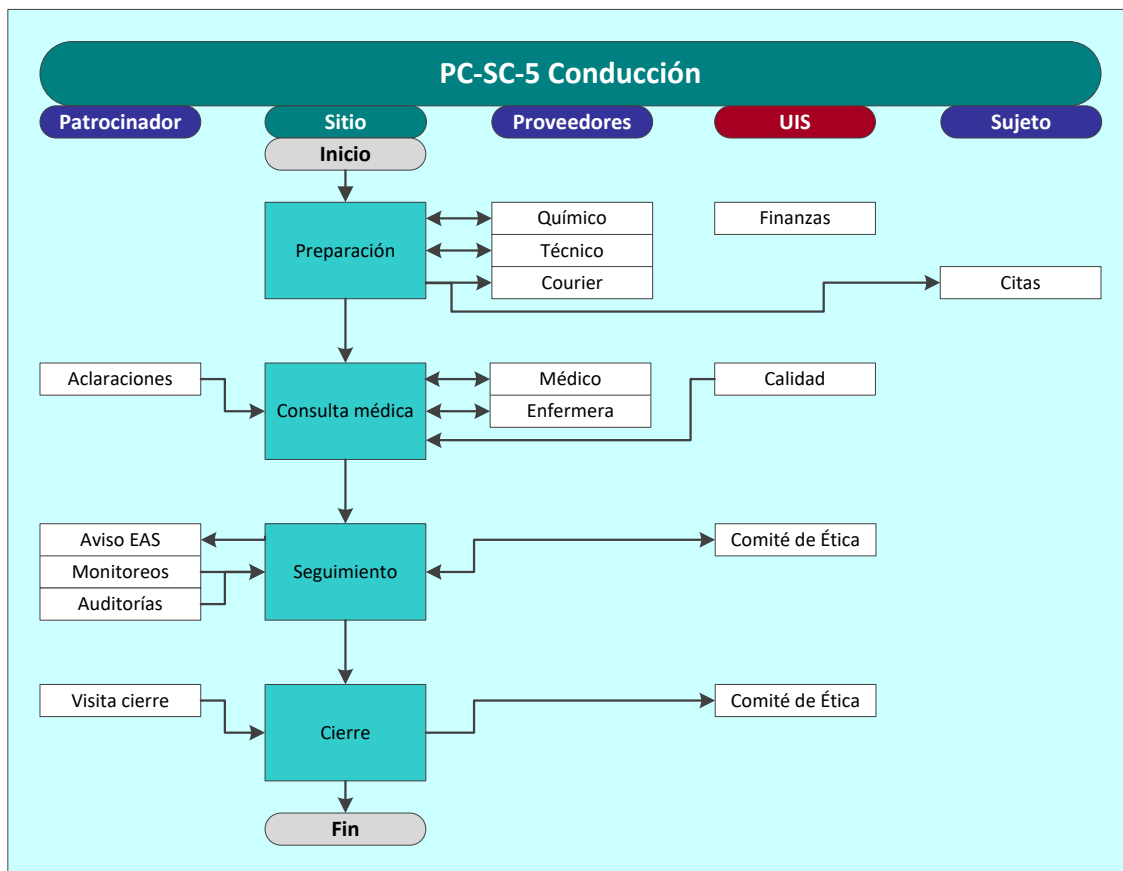 PC-SC-5 Conducción
Patrocinador
Sitio
Proveedores
UIS
Sujeto
Inicio
Preparación
Químico
Técnico
Courier
Finanzas
Citas
Aclaraciones
Consulta médica
Médico
Enfermera
Calidad
Aviso EAS
Monitoreos
Auditorías
Seguimiento
Comité de Ética
Visita cierre
Cierre
Comité de Ética
Fin